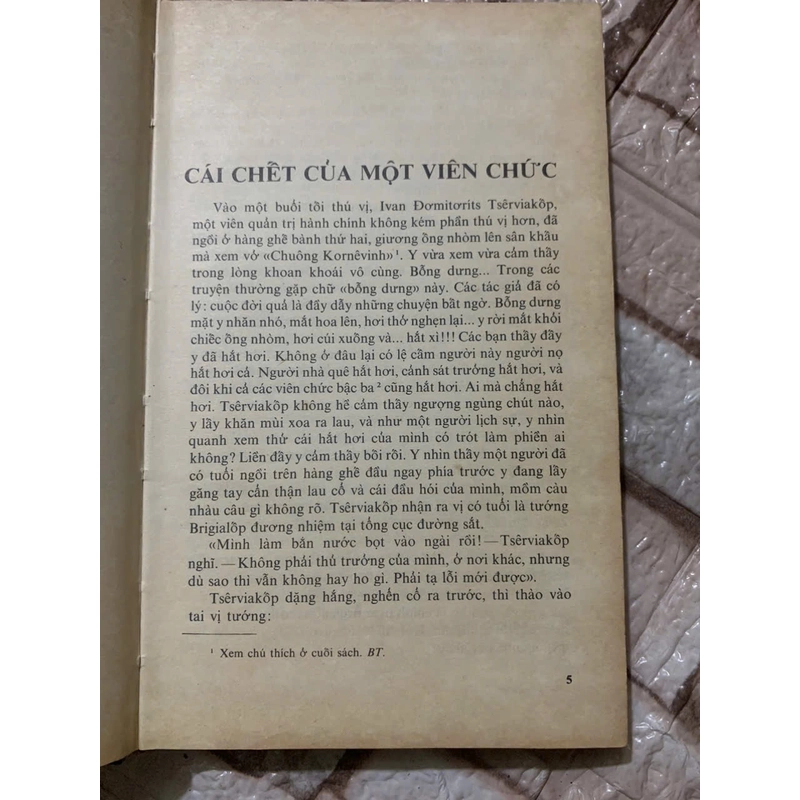 CÁI CHẾT CỦA MỘT VIÊN CHỨC
Vào một buổi tối thú vị, Ivan Đơmitơrits Tsêrviakốp,
một viên quản trị hành chính không kém phần thú vị hơn, đã
ngồi ở hàng ghế bành thứ hai, giương ống nhòm lên sân khấu
mà xem vở «Chuông Kornêvinh»¹. Y vừa xem vừa cảm thấy
trong lòng khoan khoái vô cùng. Bỗng dưng... Trong các
truyện thường gặp chữ «bỗng dưng» này. Các tác giả đã có
lý: cuộc đời quả là đầy dẫy những chuyện bất ngờ. Bỗng dưng
mặt y nhăn nhó, mắt hoa lên, hơi thở nghẹn lại... y rời mắt khỏi
chiếc ống nhòm, hơi cúi xuống và... hắt xì!!! Các bạn thấy đấy
y đã hắt hơi. Không ở đâu lại có lệ cấm người này người nọ
hắt hơi cả. Người nhà quê hắt hơi, cảnh sát trưởng hắt hơi, và
đôi khi cả các viên chức bậc ba² cũng hắt hơi. Ai mà chẳng hắt
hơi. Tsêrviakốp không hề cảm thấy ngượng ngùng chút nào,
y lấy khăn mùi xoa ra lau, và như một người lịch sự, y nhìn
quanh xem thử cái hắt hơi của mình có trót làm phiền ai
không? Liền đấy y cảm thấy bối rối. Y nhìn thấy một người đã
có tuổi ngồi trên hàng ghế đầu ngay phía trước y đang lấy
găng tay cẩn thận lau cổ và cái đầu hói của mình, mồm càu
nhàu câu gì không rõ. Tsêrviakốp nhận ra vị có tuổi là tướng
Brigialốp đương nhiệm tại tổng cục đường sắt.
«Mình làm bắn nước bọt vào ngài rồi! — Tsêrviakốp
nghĩ. — Không phải thủ trưởng của mình, ở nơi khác, nhưng
dù sao thì vẫn không hay ho gì. Phải tạ lỗi mới được».
Tsêrviakốp dặng hắng, nghển cổ ra trước, thì thào vào
tai vị tướng:
¹ Xem chú thích ở cuối sách. BT.
5